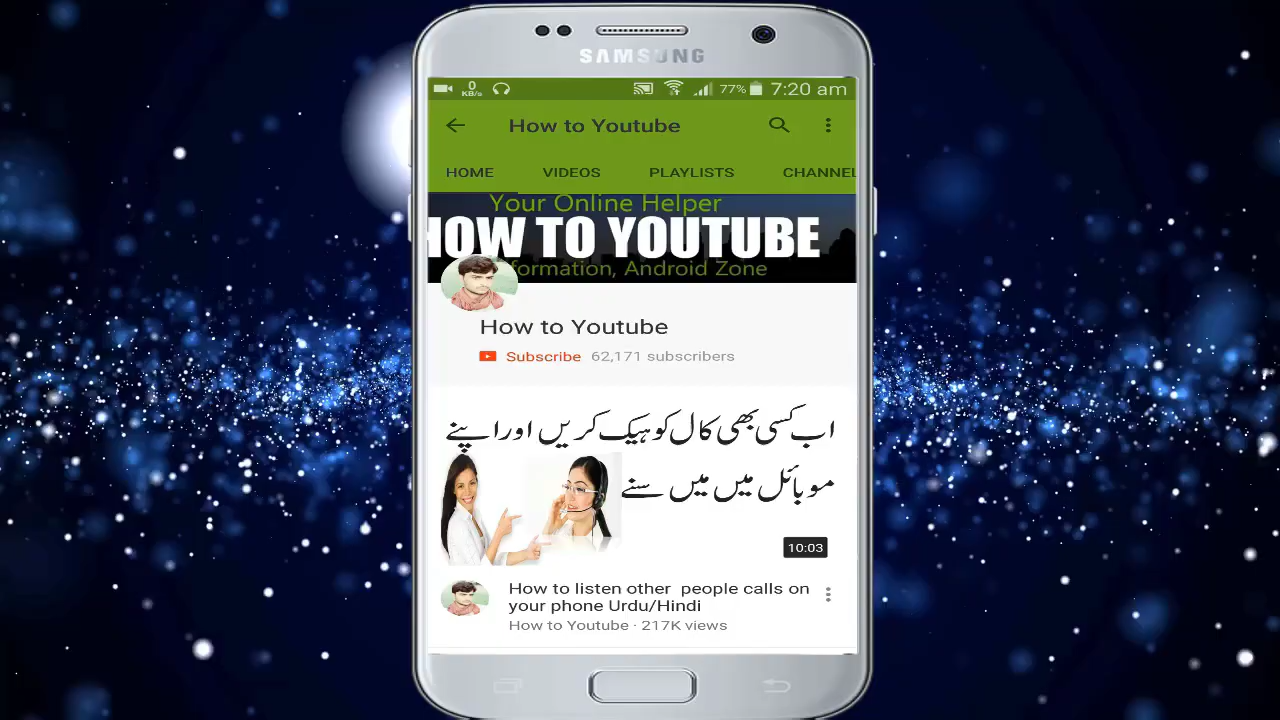 SAMSUNG
0
KB/s
77%
7:20 am
How to Youtube
HOME VIDEOS PLAYLISTS CHANNEL
Your Online Helper
HOW TO YOUTUBE
formation, Android Zone
How to Youtube
Subscribe 62,171 subscribers
اب کسی بھی کال کو ہیک کریں اور اپنے
موبائل میں میں سنے
10:03
How to listen other people calls on
your phone Urdu/Hindi
How to Youtube · 217K views